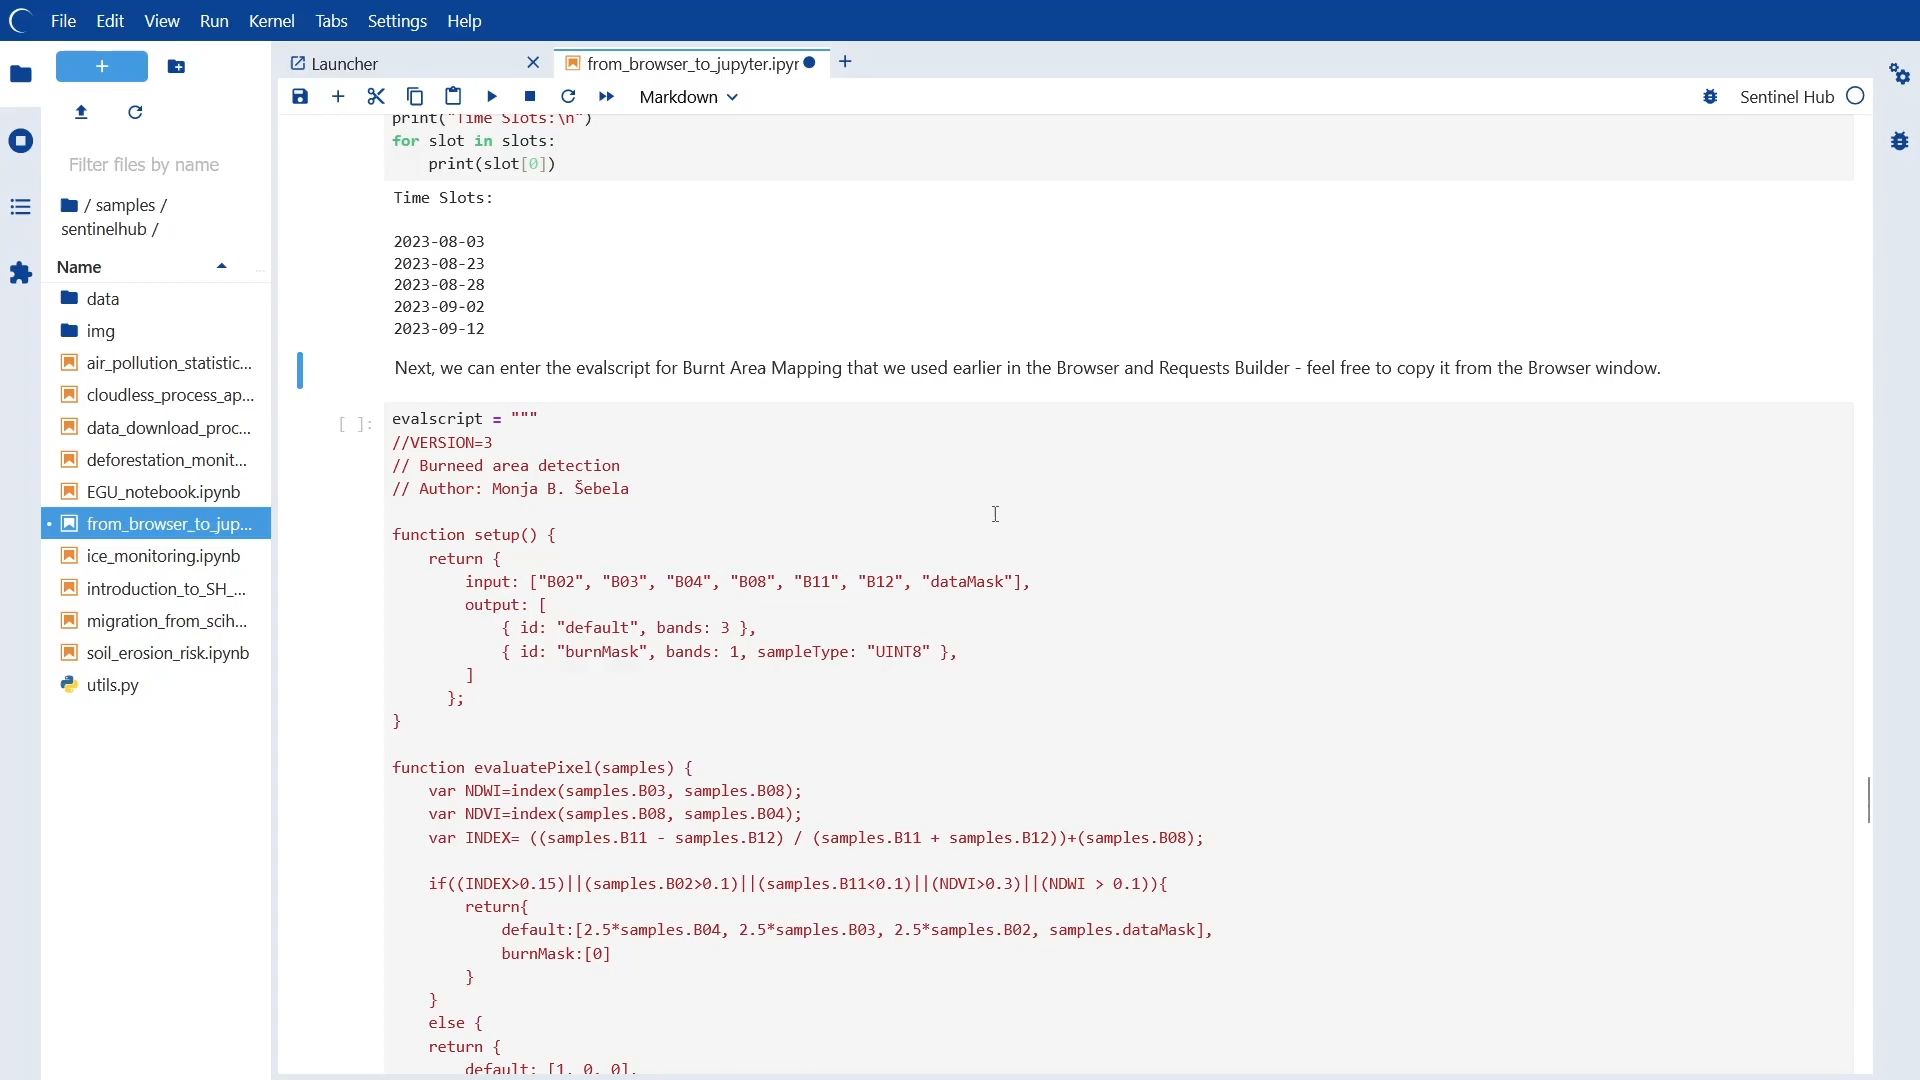 File Edit View Run Kernel Tabs Settings Help
Launcher
from_browser_to_jupyter.ipyr
Markdown
Sentinel Hub
Filter files by name
/ samples /
sentinelhub /
Name
data
img
air_pollution_statistic...
cloudless_process_ap...
data_download_proc...
deforestation_monit...
EGU_notebook.ipynb
from_browser_to_jup...
ice_monitoring.ipynb
introduction_to_SH_...
migration_from_scih...
soil_erosion_risk.ipynb
utils.py
print("Time Slots:\n")
for slot in slots:
    print(slot[0])
Time Slots:
2023-08-03
2023-08-23
2023-08-28
2023-09-02
2023-09-12
Next, we can enter the evalscript for Burnt Area Mapping that we used earlier in the Browser and Requests Builder - feel free to copy it from the Browser window.
[ ]:
evalscript = """
//VERSION=3
// Burneed area detection
// Author: Monja B. Šebela
function setup() {
    return {
        input: ["B02", "B03", "B04", "B08", "B11", "B12", "dataMask"],
        output: [
            { id: "default", bands: 3 },
            { id: "burnMask", bands: 1, sampleType: "UINT8" },
        ]
      };
}
function evaluatePixel(samples) {
    var NDWI=index(samples.B03, samples.B08);
    var NDVI=index(samples.B08, samples.B04);
    var INDEX= ((samples.B11 - samples.B12) / (samples.B11 + samples.B12))+(samples.B08);
    if((INDEX>0.15)||(samples.B02>0.1)||(samples.B11<0.1)||(NDVI>0.3)||(NDWI > 0.1)){
        return{
            default:[2.5*samples.B04, 2.5*samples.B03, 2.5*samples.B02, samples.dataMask],
            burnMask:[0]
        }
    }
    else {
    return {
        default: [1, 0, 0],